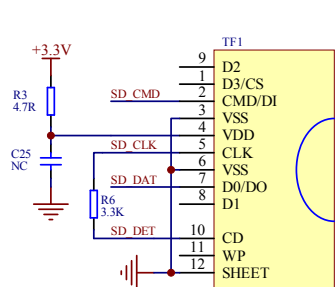 TF1
+3.3V
9 D2
1 D3/CS
R3
4.7R
SD_CMD 2 CMD/DI
3 VSS
4 VDD
SD_CLK 5 CLK
C25
NC
6 VSS
SD_DAT 7 D0/DO
R6
3.3K
8 D1
SD_DET 10 CD
11 WP
12 SHEET